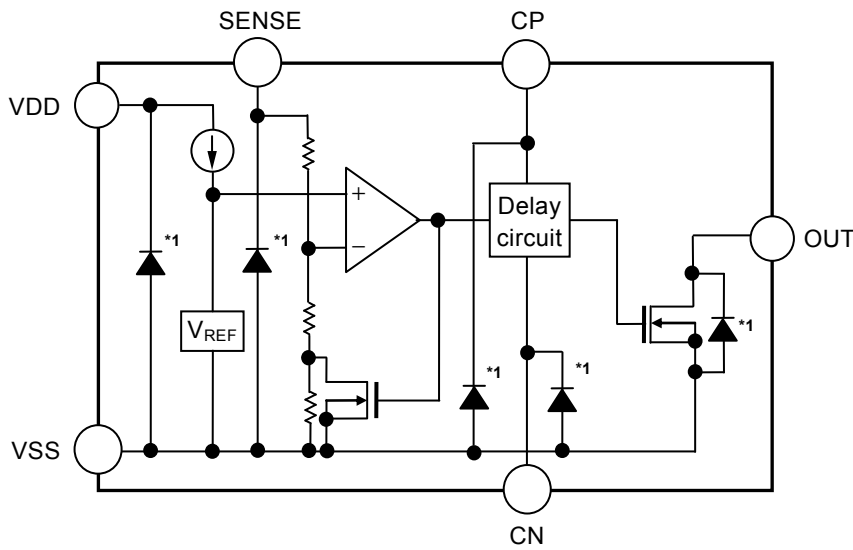 SENSE
CP
VDD
*1
*1
+
−
Delay
circuit
OUT
VREF
*1
*1
*1
VSS
CN